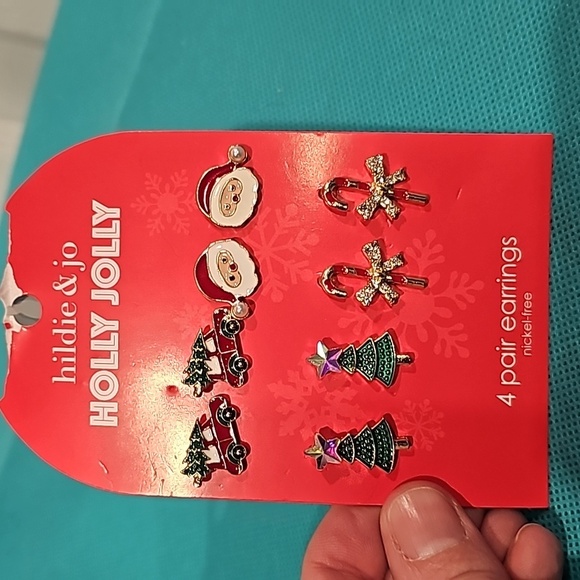 hildie & jo
HOLLY JOLLY
4 pair earrings
nickel-free